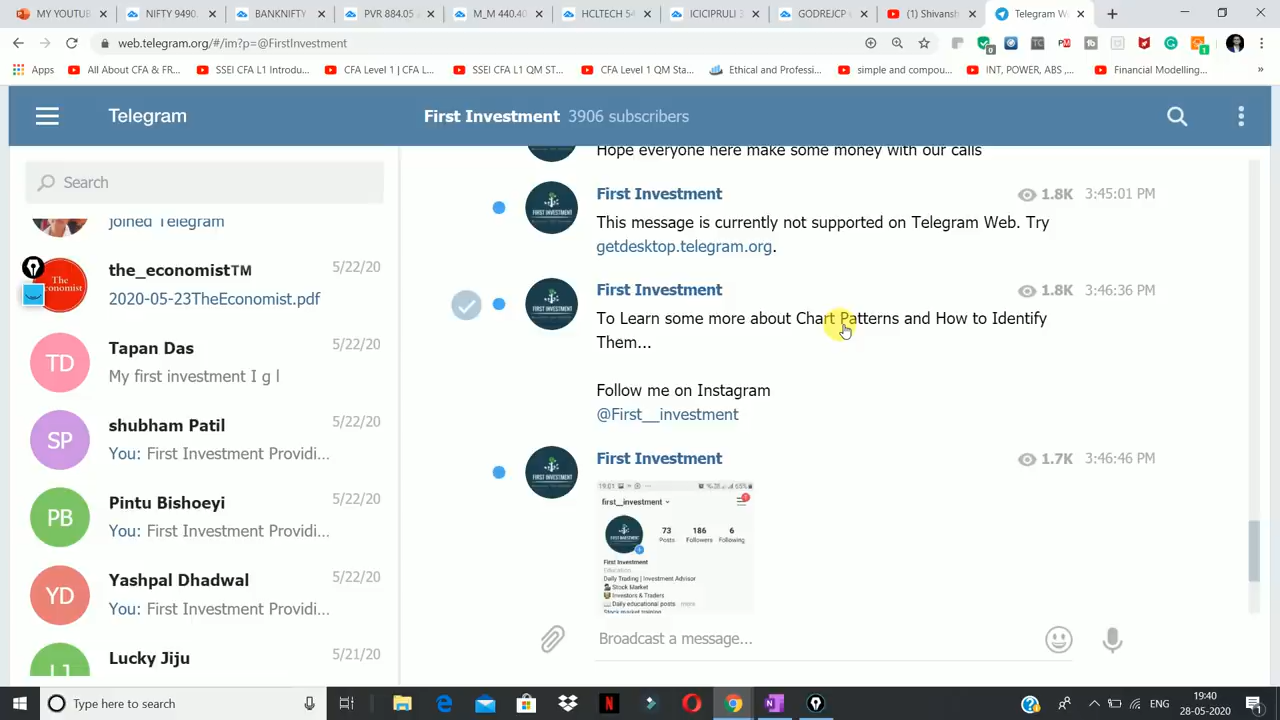 MY YOUTUB
NIFTY 9490.
BANKNIFTY
PVR 884.05
M_M 440.40
HCLTECH 54
ICICIPRULI 3
GODREJCP
(1) Shivansh
Telegram W
web.telegram.org/#/im?p=@FirstInvestment
Apps
All About CFA & FR...
SSEI CFA L1 Introdu...
CFA Level 1 | CFA L...
SSEI CFA L1 QM ST...
CFA Level 1 QM Sta...
Ethical and Professi...
simple and compou...
INT, POWER, ABS ,...
Financial Modelling...
»
Telegram
First Investment 3906 subscribers
Search
joined Telegram
the_economist™ 5/22/20
2020-05-23TheEconomist.pdf
TD
Tapan Das 5/22/20
My first investment I g l
SP
shubham Patil 5/22/20
You: First Investment Providi...
PB
Pintu Bishoeyi 5/22/20
You: First Investment Providi...
YD
Yashpal Dhadwal 5/22/20
You: First Investment Providi...
LJ
Lucky Jiju 5/21/20
Hope everyone here make some money with our calls
First Investment 1.8K 3:45:01 PM
This message is currently not supported on Telegram Web. Try
getdesktop.telegram.org.
First Investment 1.8K 3:46:36 PM
To Learn some more about Chart Patterns and How to Identify
Them...
Follow me on Instagram
@First__investment
First Investment 1.7K 3:46:46 PM
19:01 65%
first__investment
73 186 6
Posts Followers Following
First Investment
Education
Daily Trading | Investment Advisor
Stock Market
Investors & Traders
Daily educational posts more
Stock market training
Broadcast a message...
Type here to search
ENG
19:40
28-05-2020